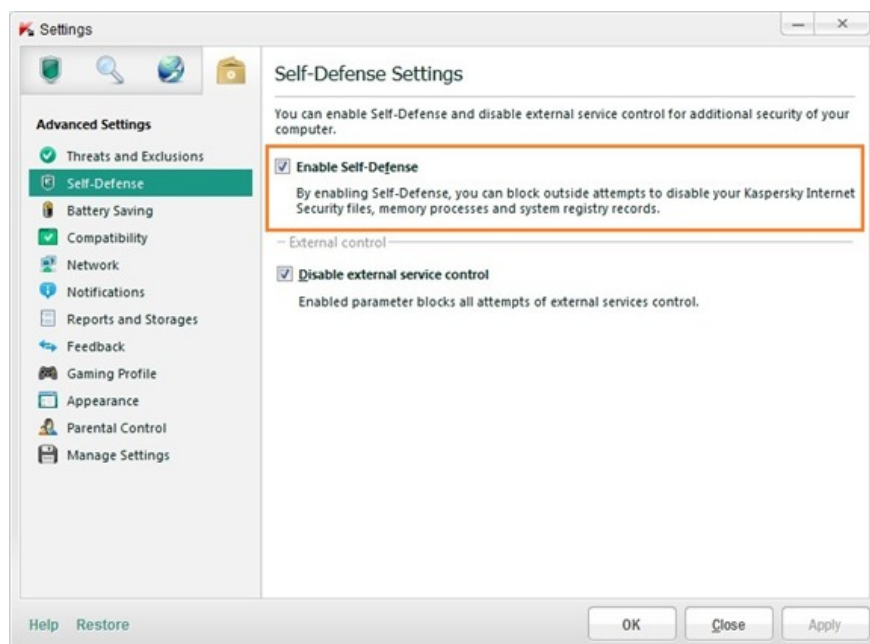 Settings
Self-Defense Settings
You can enable Self-Defense and disable external service control for additional security of your
computer.
Advanced Settings
Threats and Exclusions
Self-Defense
Battery Saving
Compatibility
Network
Notifications
Reports and Storages
Feedback
Gaming Profile
Appearance
Parental Control
Manage Settings
Enable Self-Defense
By enabling Self-Defense, you can block outside attempts to disable your Kaspersky Internet
Security files, memory processes and system registry records.
External control
Disable external service control
Enabled parameter blocks all attempts of external services control.
Help Restore
OK Close Apply